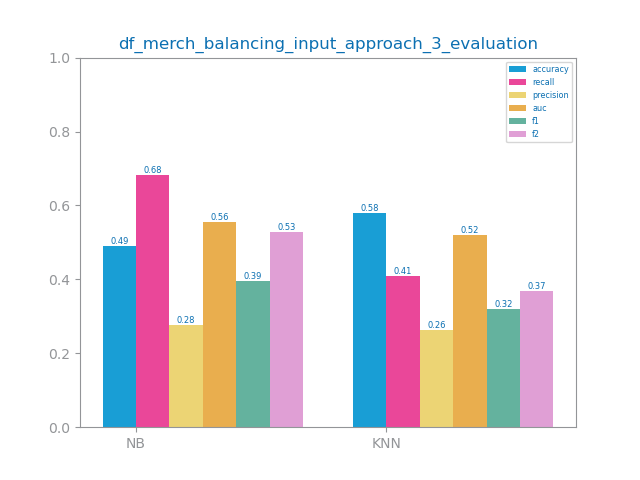 df_merch_balancing_input_approach_3_evaluation
1.0
0.8
0.6
0.4
0.2
0.0
accuracy
recall
precision
auc
f1
f2
0.49
0.68
0.28
0.56
0.39
0.53
0.58
0.41
0.26
0.52
0.32
0.37
NB
KNN